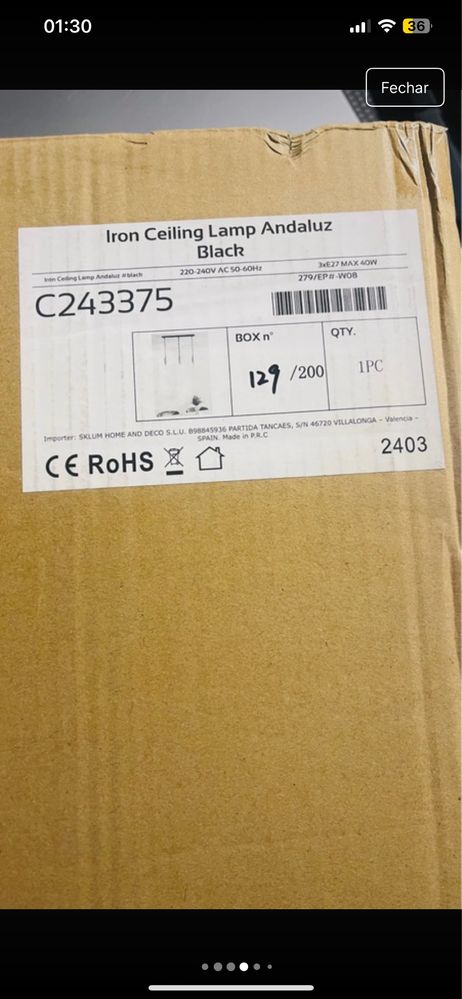 01:30
36
Fechar
Iron Ceiling Lamp Andaluz
Black
Iron Ceiling Lamp Andaluz #black
220-240V AC 50-60Hz
3xE27 MAX 40W
279/EP#-W08
C243375
BOX nº
QTY.
129 /200
1PC
Importer: SKLUM HOME AND DECO S.L.U. B98845936 PARTIDA TANCAES, S/N 46720 VILLALONGA – Valencia –
SPAIN. Made in P.R.C
CE RoHS
2403